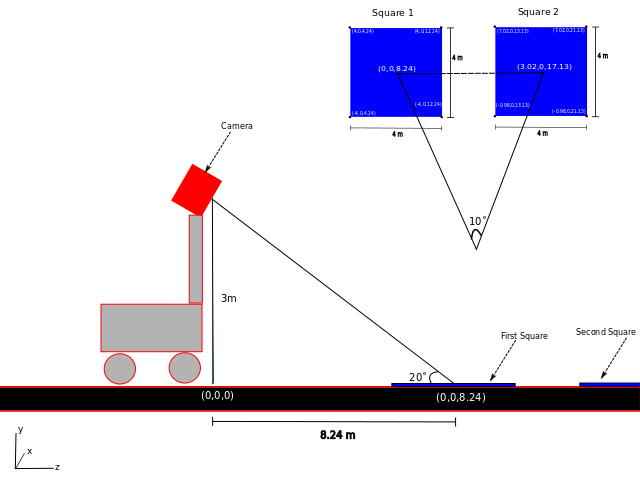 Square 1
Square 2
(4,0,4.24)
(4,0,12.24)
(7.02,0,13.13)
(7.02,0,21.13)
4 m
4 m
(0,0,8.24)
(3.02,0,17.13)
(-4,0,4.24)
(-4,0,12.24)
(-0.98,0,13.13)
(-0.98,0,21.13)
4 m
4 m
Camera
10°
3m
First Square
Second Square
20°
(0,0,0)
(0,0,8.24)
8.24 m
y
x
z